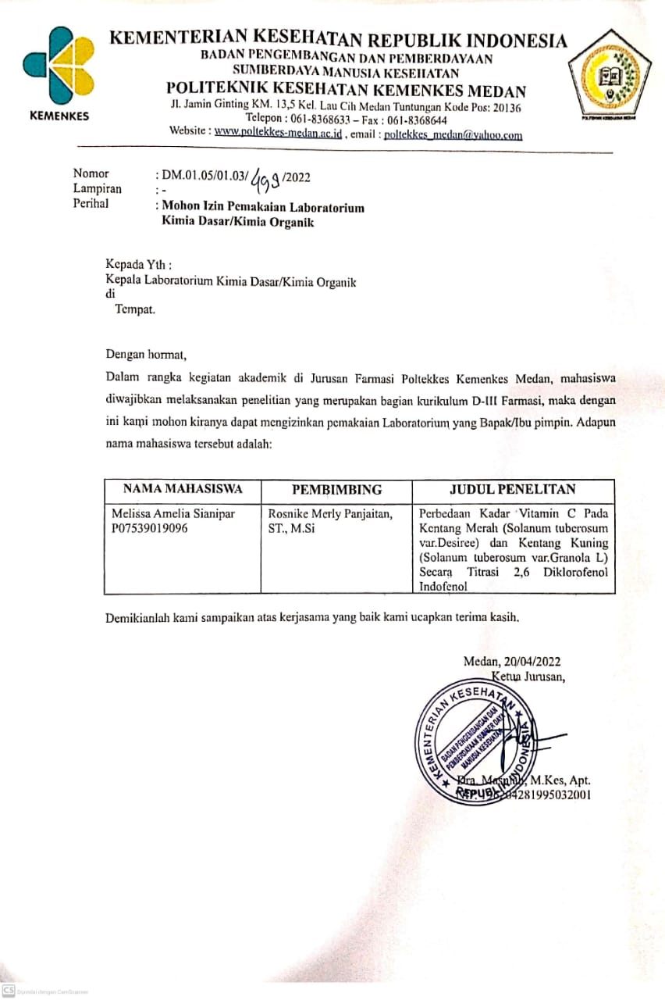 KEMENKES
KEMENTERIAN KESEHATAN REPUBLIK INDONESIA
BADAN PENGEMBANGAN DAN PEMBERDAYAAN
SUMBERDAYA MANUSIA KESEHATAN
POLITEKNIK KESEHATAN KEMENKES MEDAN
Jl. Jamin Ginting KM. 13,5 Kel. Lau Cih Medan Tuntungan Kode Pos: 20136
Telepon : 061-8368633 – Fax : 061-8368644
Website : www.poltekkes-medan.ac.id , email : poltekkes_medan@yahoo.com
POLITEKNIK KESEHATAN MEDAN
Nomor : DM.01.05/01.03/499/2022
Lampiran : -
Perihal : Mohon Izin Pemakaian Laboratorium
Kimia Dasar/Kimia Organik
Kepada Yth :
Kepala Laboratorium Kimia Dasar/Kimia Organik
di
Tempat.
Dengan hormat,
Dalam rangka kegiatan akademik di Jurusan Farmasi Poltekkes Kemenkes Medan, mahasiswa
diwajibkan melaksanakan penelitian yang merupakan bagian kurikulum D-III Farmasi, maka dengan
ini kami mohon kiranya dapat mengizinkan pemakaian Laboratorium yang Bapak/Ibu pimpin. Adapun
nama mahasiswa tersebut adalah:
NAMA MAHASISWA PEMBIMBING JUDUL PENELITAN
Melissa Amelia Sianipar
P07539019096
Rosnike Merly Panjaitan,
ST., M.Si
Perbedaan Kadar Vitamin C Pada
Kentang Merah (Solanum tuberosum
var.Desiree) dan Kentang Kuning
(Solanum tuberosum var.Granola L)
Secara Titrasi 2,6 Diklorofenol
Indofenol
Demikianlah kami sampaikan atas kerjasama yang baik kami ucapkan terima kasih.
Medan, 20/04/2022
Ketua Jurusan,
KEMENTERIAN KESEHATAN
BADAN PENGEMBANGAN DAN
PEMBERDAYAAN SUMBER DAYA
MANUSIA KESEHATAN
REPUBLIK INDONESIA
Dra. Masniah, M.Kes, Apt.
4281995032001
CS Dipindai dengan CamScanner